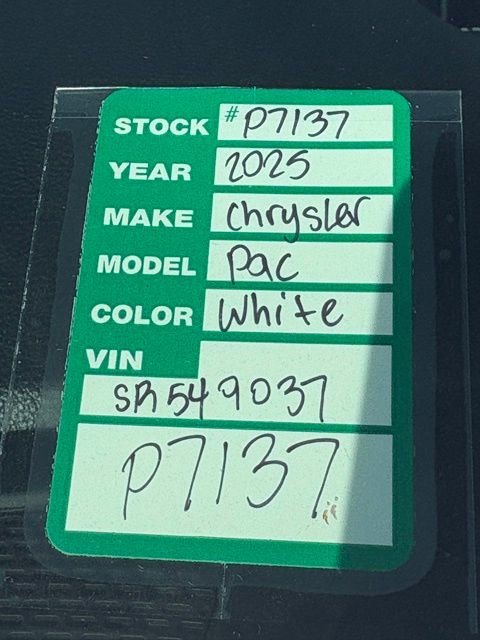 STOCK #P7137
YEAR 2025
MAKE Chrysler
MODEL Pac
COLOR White
VIN
SR549037
P7137